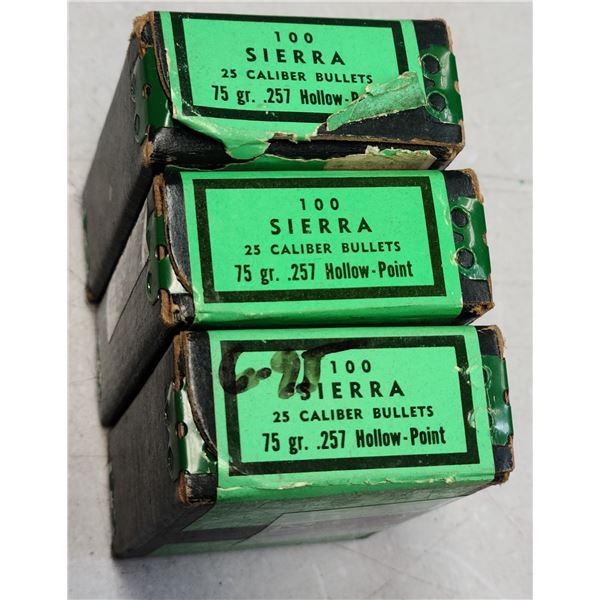 100
SIERRA
25 CALIBER BULLETS
75 gr. .257 Hollow-P
100
SIERRA
25 CALIBER BULLETS
75 gr. .257 Hollow-Point
100
SIERRA
25 CALIBER BULLETS
75 gr. .257 Hollow-Point